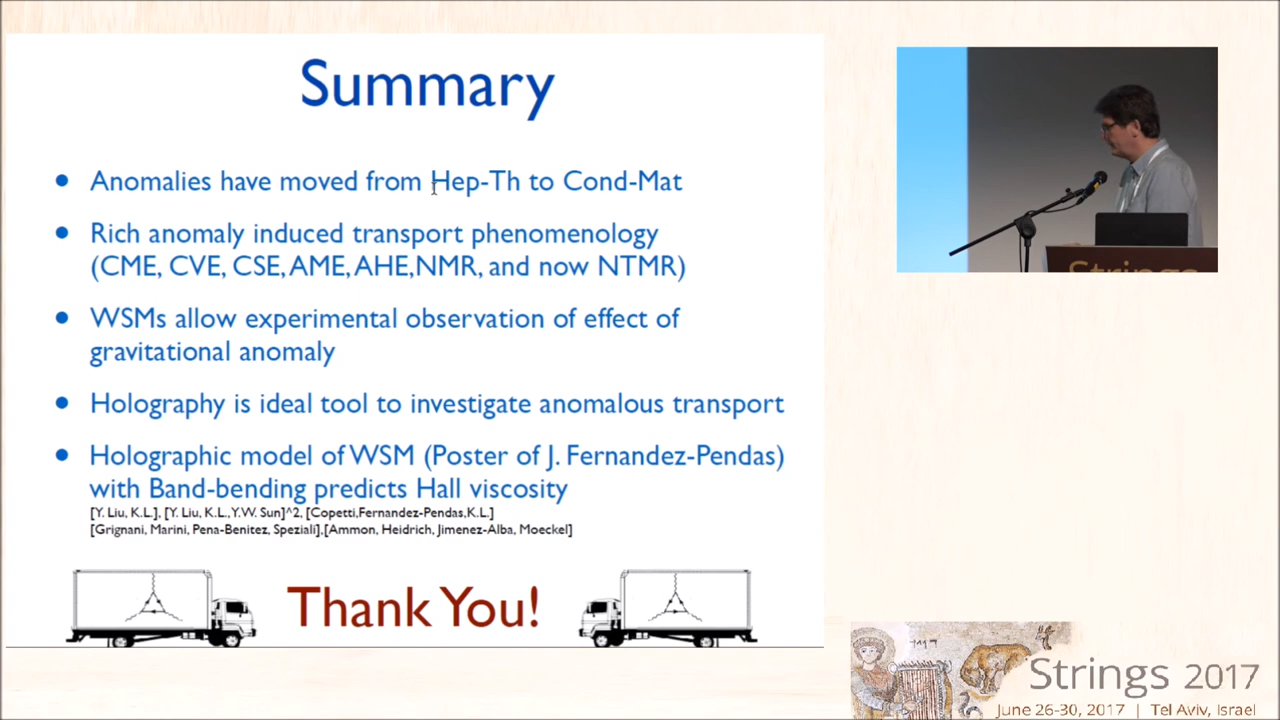 Summary
• Anomalies have moved from Hep-Th to Cond-Mat
• Rich anomaly induced transport phenomenology
(CME, CVE, CSE, AME, AHE,NMR, and now NTMR)
• WSMs allow experimental observation of effect of
gravitational anomaly
• Holography is ideal tool to investigate anomalous transport
• Holographic model of WSM (Poster of J. Fernandez-Pendas)
with Band-bending predicts Hall viscosity
[Y. Liu, K.L.], [Y. Liu, K.L.,Y.W. Sun]^2, [Copetti,Fernandez-Pendas,K.L.]
[Grignani, Marini, Pena-Benitez, Speziali],[Ammon, Heidrich, Jimenez-Alba, Moeckel]
Thank You!
Strings
Strings 2017
June 26-30, 2017 | Tel Aviv, Israel